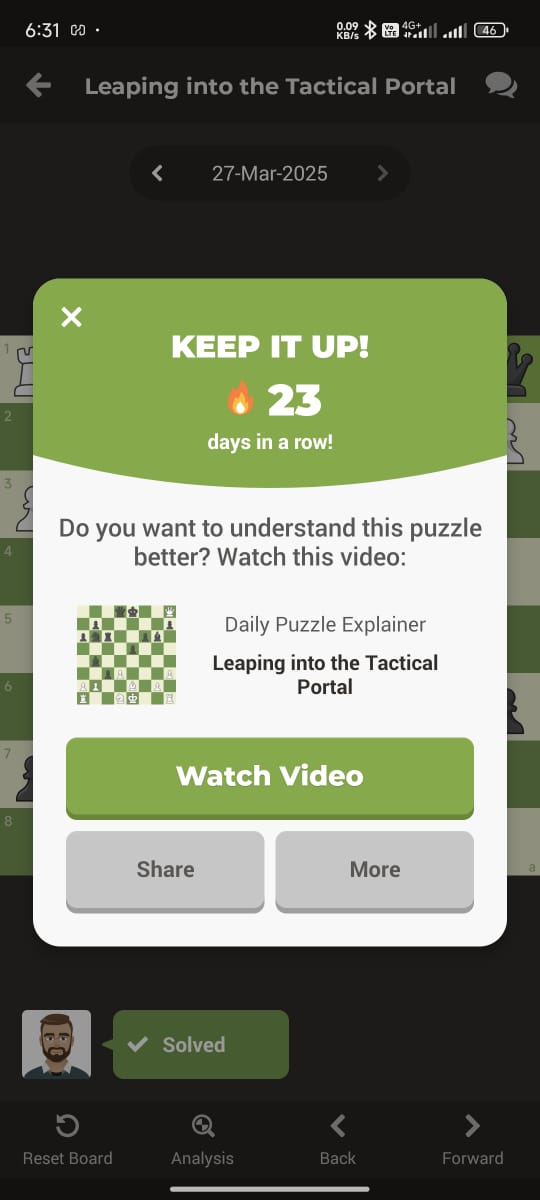 6:31
0.09
KB/s
Vo
LTE
4G+
46
Leaping into the Tactical Portal
27-Mar-2025
KEEP IT UP!
23
days in a row!
1
2
3
4
5
6
7
8
a
Do you want to understand this puzzle
better? Watch this video:
Daily Puzzle Explainer
Leaping into the Tactical
Portal
Watch Video
Share
More
Solved
Reset Board
Analysis
Back
Forward